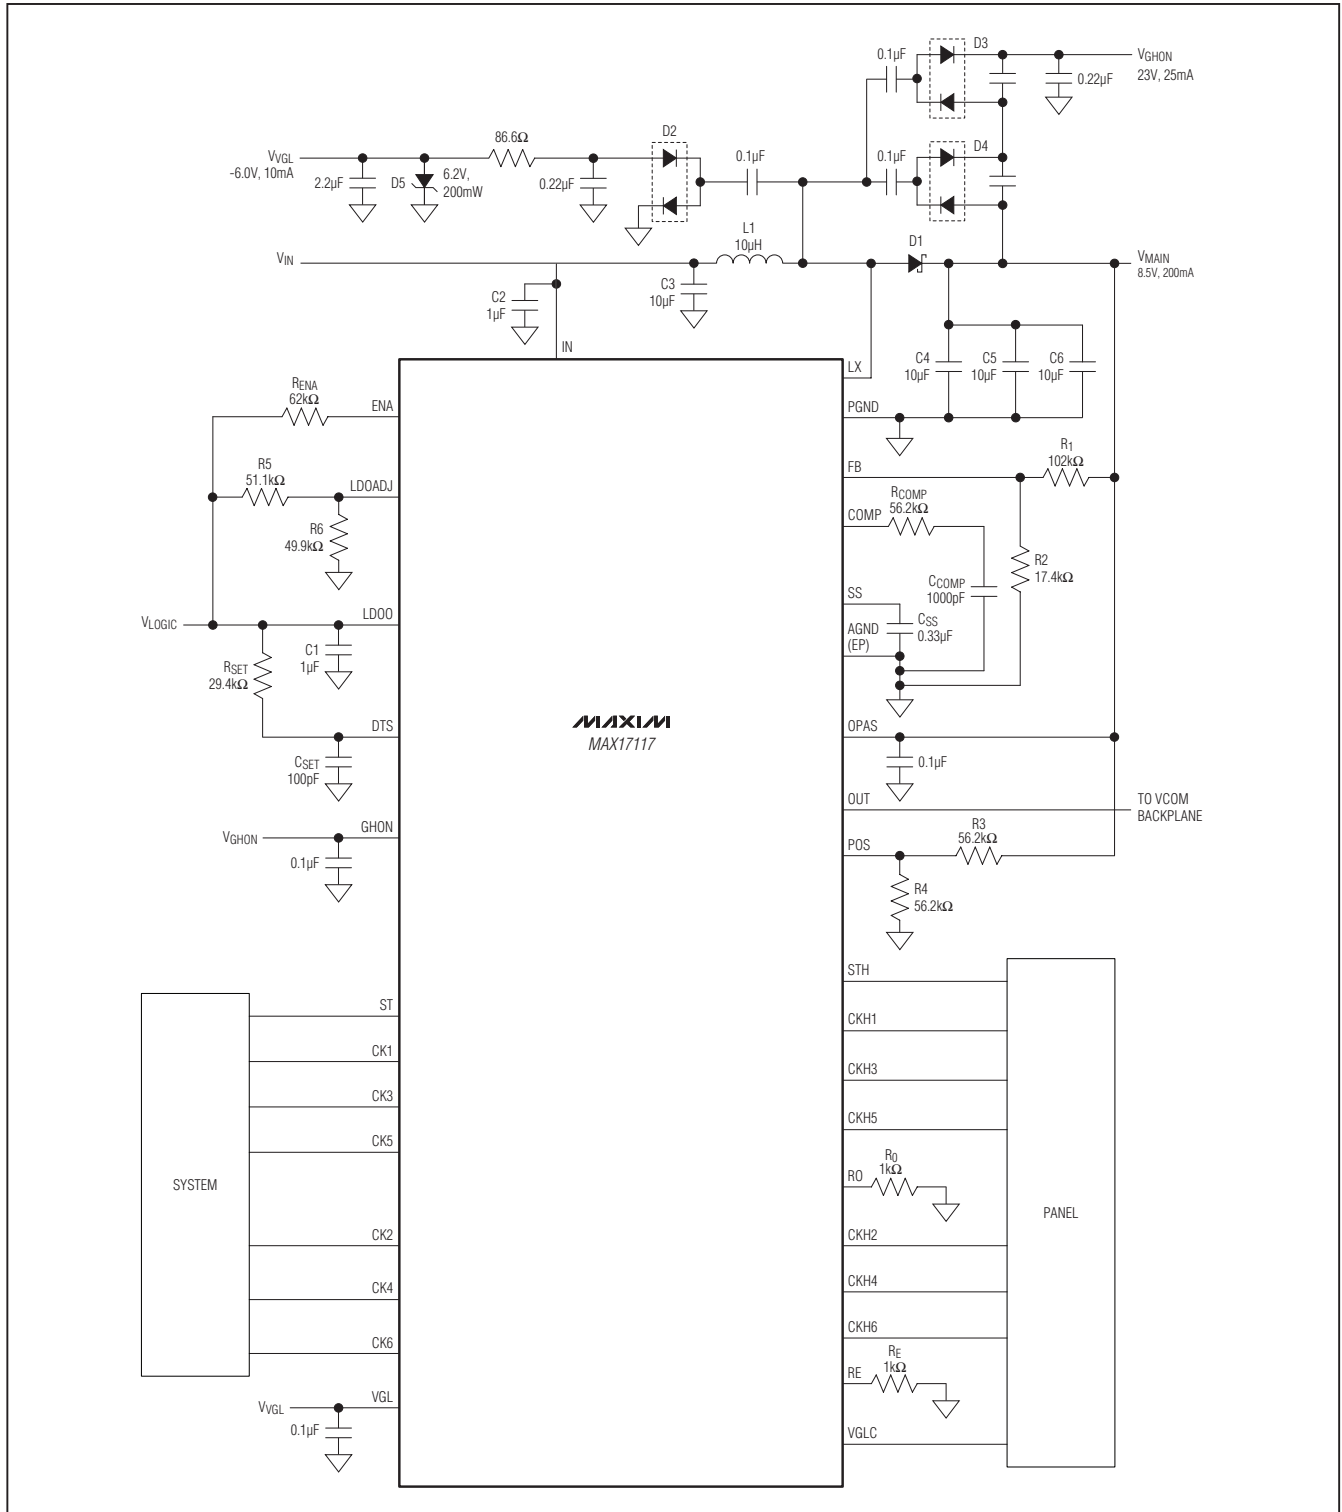 0.1µF
D3
VGHON
23V, 25mA
0.22µF
86.6Ω
D2
VVGL
-6.0V, 10mA
2.2µF
D5
6.2V,
200mW
0.22µF
0.1µF
0.1µF
D4
L1
10µH
D1
VIN
VMAIN
8.5V, 200mA
C2
1µF
C3
10µF
IN
C4
10µF
C5
10µF
C6
10µF
LX
PGND
RENA
62kΩ
ENA
R5
51.1kΩ
LDOADJ
R6
49.9kΩ
FB
R1
102kΩ
RCOMP
56.2kΩ
COMP
R2
17.4kΩ
CCOMP
1000pF
SS
CSS
0.33µF
AGND
(EP)
VLOGIC
LDOO
C1
1µF
RSET
29.4kΩ
DTS
CSET
100pF
MAXIM
MAX17117
OPAS
0.1µF
OUT
TO VCOM
BACKPLANE
VGHON
GHON
0.1µF
POS
R3
56.2kΩ
R4
56.2kΩ
STH
CKH1
CKH3
CKH5
RO
R0
1kΩ
CKH2
CKH4
CKH6
RE
RE
1kΩ
VGLC
PANEL
SYSTEM
ST
CK1
CK3
CK5
CK2
CK4
CK6
VGL
VVGL
0.1µF